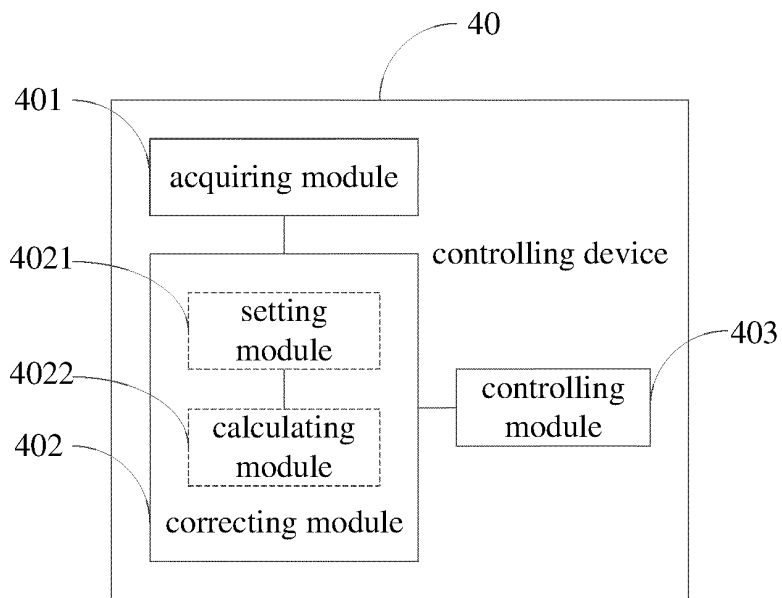 40
401
acquiring module
controlling device
4021
setting
module
403
4022
calculating
module
controlling
module
402
correcting module